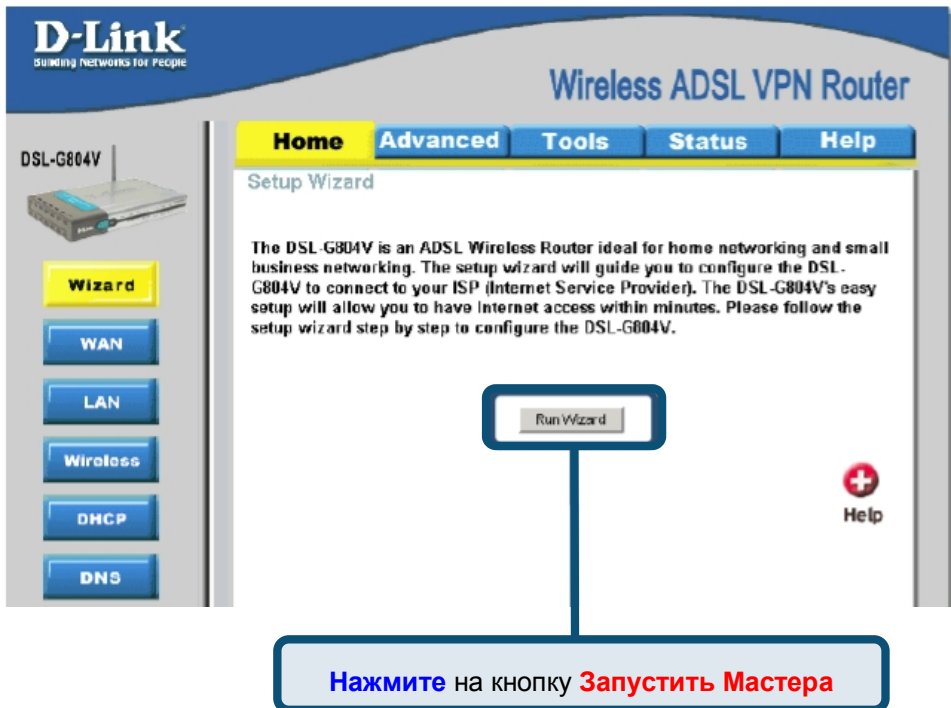 D-Link
Building Networks for People
Wireless ADSL VPN Router
DSL-G804V
Home Advanced Tools Status Help
Setup Wizard
The DSL-G804V is an ADSL Wireless Router ideal for home networking and small
business networking. The setup wizard will guide you to configure the DSL-
G804V to connect to your ISP (Internet Service Provider). The DSL-G804V's easy
setup will allow you to have Internet access within minutes. Please follow the
setup wizard step by step to configure the DSL-G804V.
Wizard
WAN
LAN
Wireless
DHCP
DNS
Run Wizard
Help
Нажмите на кнопку Запустить Мастера